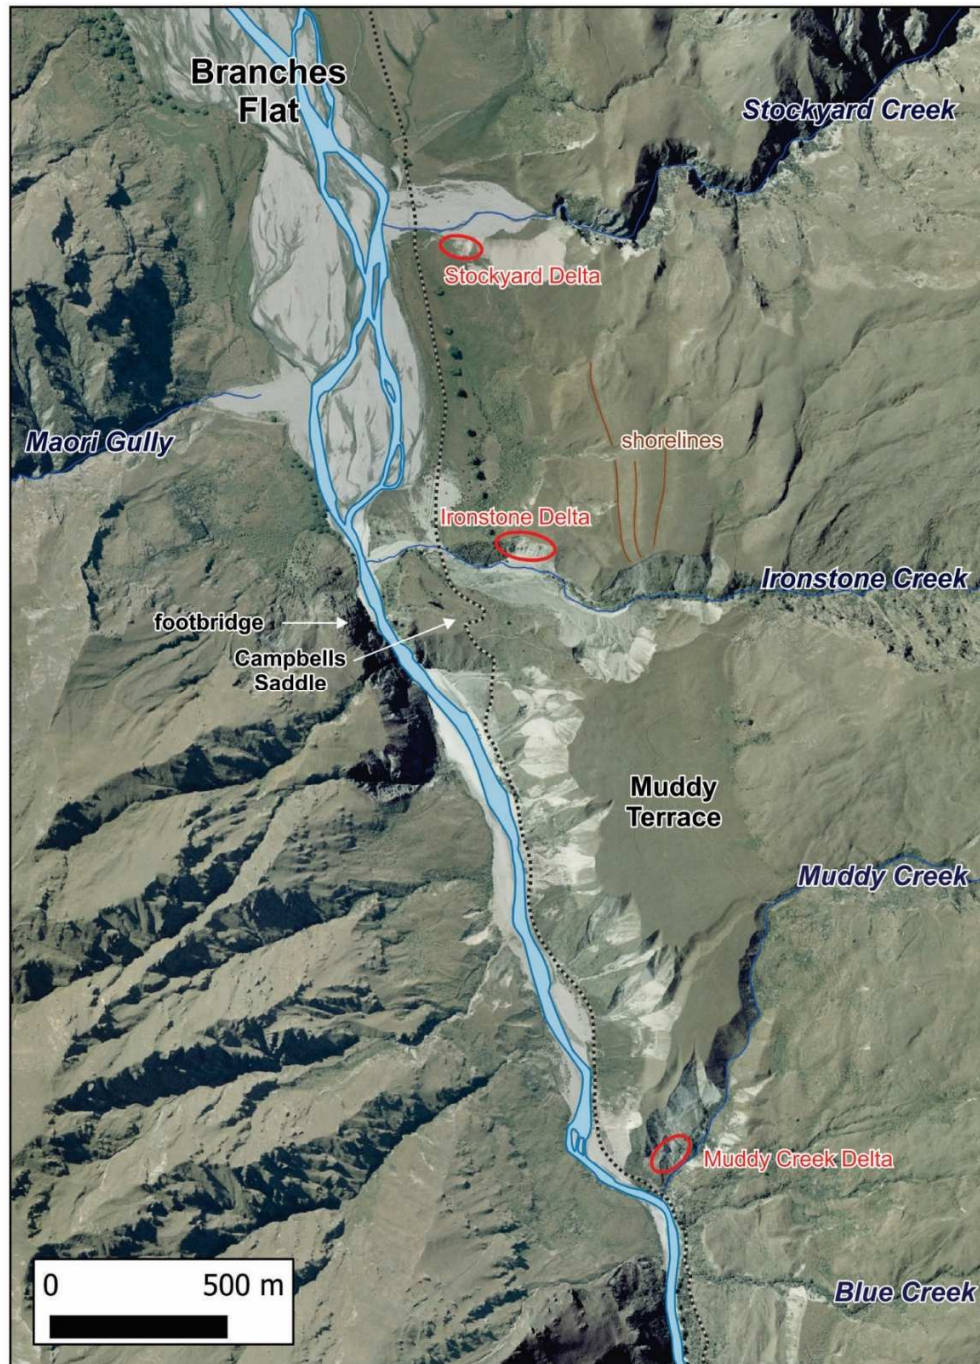 Branches
Flat
Stockyard Creek
Stockyard Delta
Maori Gully
shorelines
Ironstone Delta
Ironstone Creek
footbridge
Campbells
Saddle
Muddy
Terrace
Muddy Creek
Muddy Creek Delta
Blue Creek
0 500 m